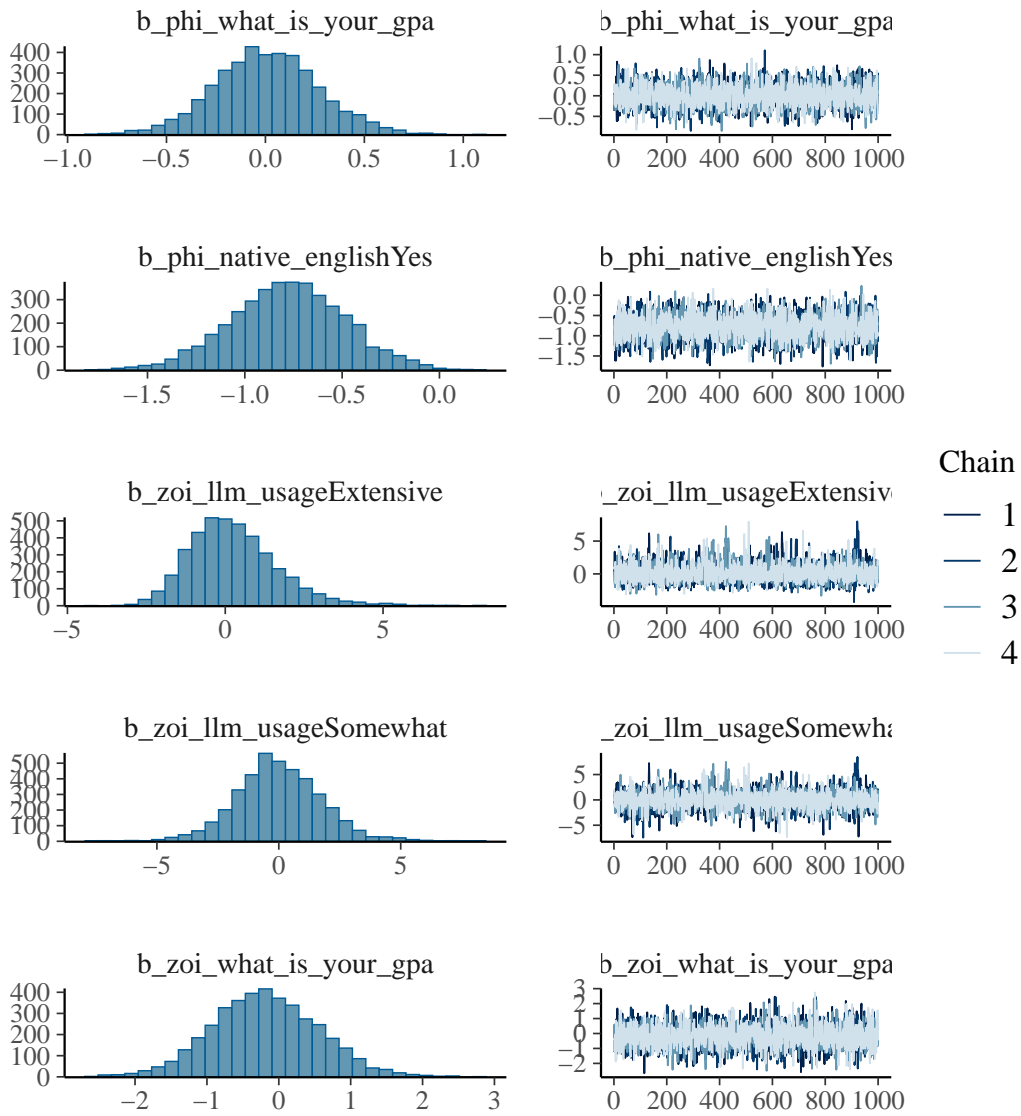 b_phi_what_is_your_gpa
400
300
200
100
0
−1.0 −0.5 0.0 0.5 1.0
b_phi_what_is_your_gpa
1.0
0.5
0.0
−0.5
0 200 400 600 800 1000
b_phi_native_englishYes
300
200
100
0
−1.5 −1.0 −0.5 0.0
b_phi_native_englishYes
0.0
−0.5
−1.0
−1.5
0 200 400 600 800 1000
b_zoi_llm_usageExtensive
500
400
300
200
100
0
−5 0 5
_zoi_llm_usageExtensiv
5
0
0 200 400 600 800 1000
b_zoi_llm_usageSomewhat
500
400
300
200
100
0
−5 0 5
_zoi_llm_usageSomewha
5
0
−5
0 200 400 600 800 1000
b_zoi_what_is_your_gpa
400
300
200
100
0
−2 −1 0 1 2 3
b_zoi_what_is_your_gpa
3
2
1
0
−1
−2
0 200 400 600 800 1000
Chain
1
2
3
4